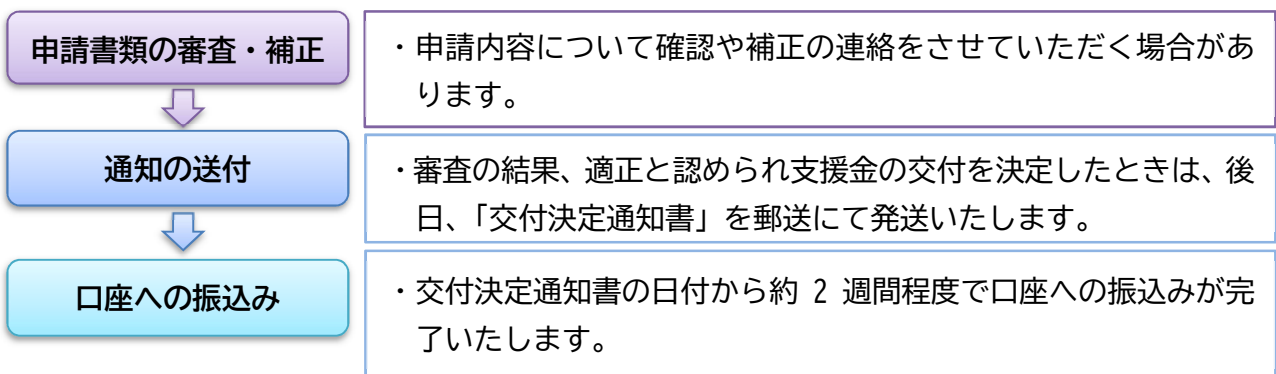 申請書類の審査・補正
・申請内容について確認や補正の連絡をさせていただく場合があ
ります。
通知の送付
・審査の結果、適正と認められ支援金の交付を決定したときは、後
日、「交付決定通知書」を郵送にて発送いたします。
口座への振込み
・交付決定通知書の日付から約 2 週間程度で口座への振込みが完
了いたします。